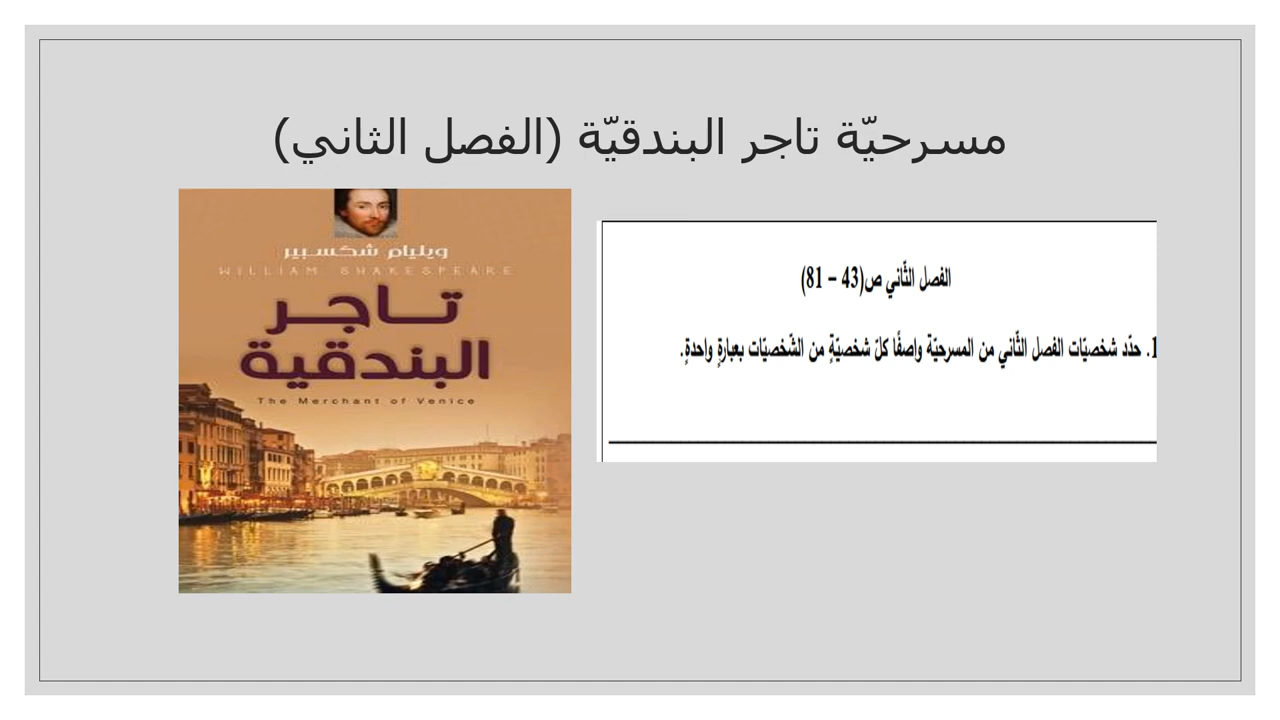 مسرحيّة تاجر البندقيّة (الفصل الثاني)
الفصل الثّاني ص(43 – 81)
1. حدّد شخصيّات الفصل الثّاني من المسرحيّة واصفًا كلّ شخصيّةٍ من الشّخصيّات بعبارةٍ واحدةٍ.
ويليام شكسبير
WILLIAM SHAKESPEARE
تاجر
البندقية
The Merchant of Venice